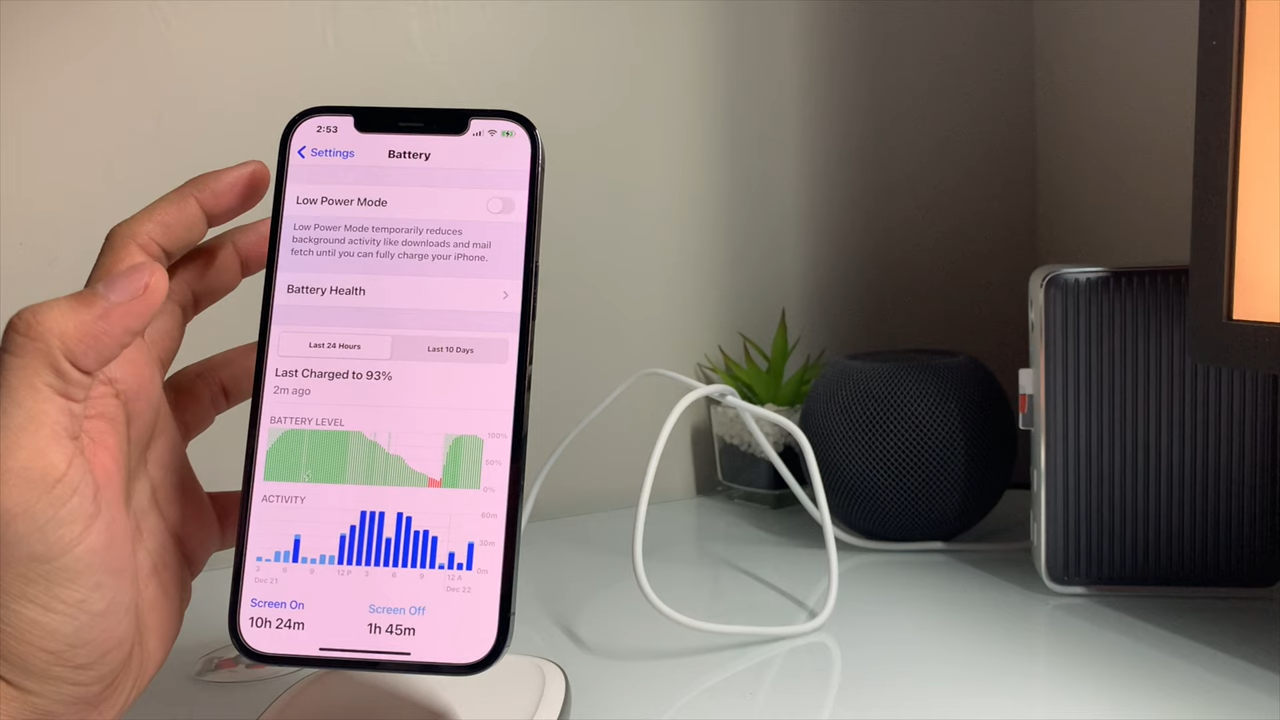 2:53
Settings
Battery
Low Power Mode
Low Power Mode temporarily reduces
background activity like downloads and mail
fetch until you can fully charge your iPhone.
Battery Health
Last 24 Hours
Last 10 Days
Last Charged to 93%
2m ago
BATTERY LEVEL
100%
50%
0%
ACTIVITY
60m
30m
0m
3 6 9 12 P 3 6 9 12 A
Dec 21 Dec 22
Screen On Screen Off
10h 24m 1h 45m